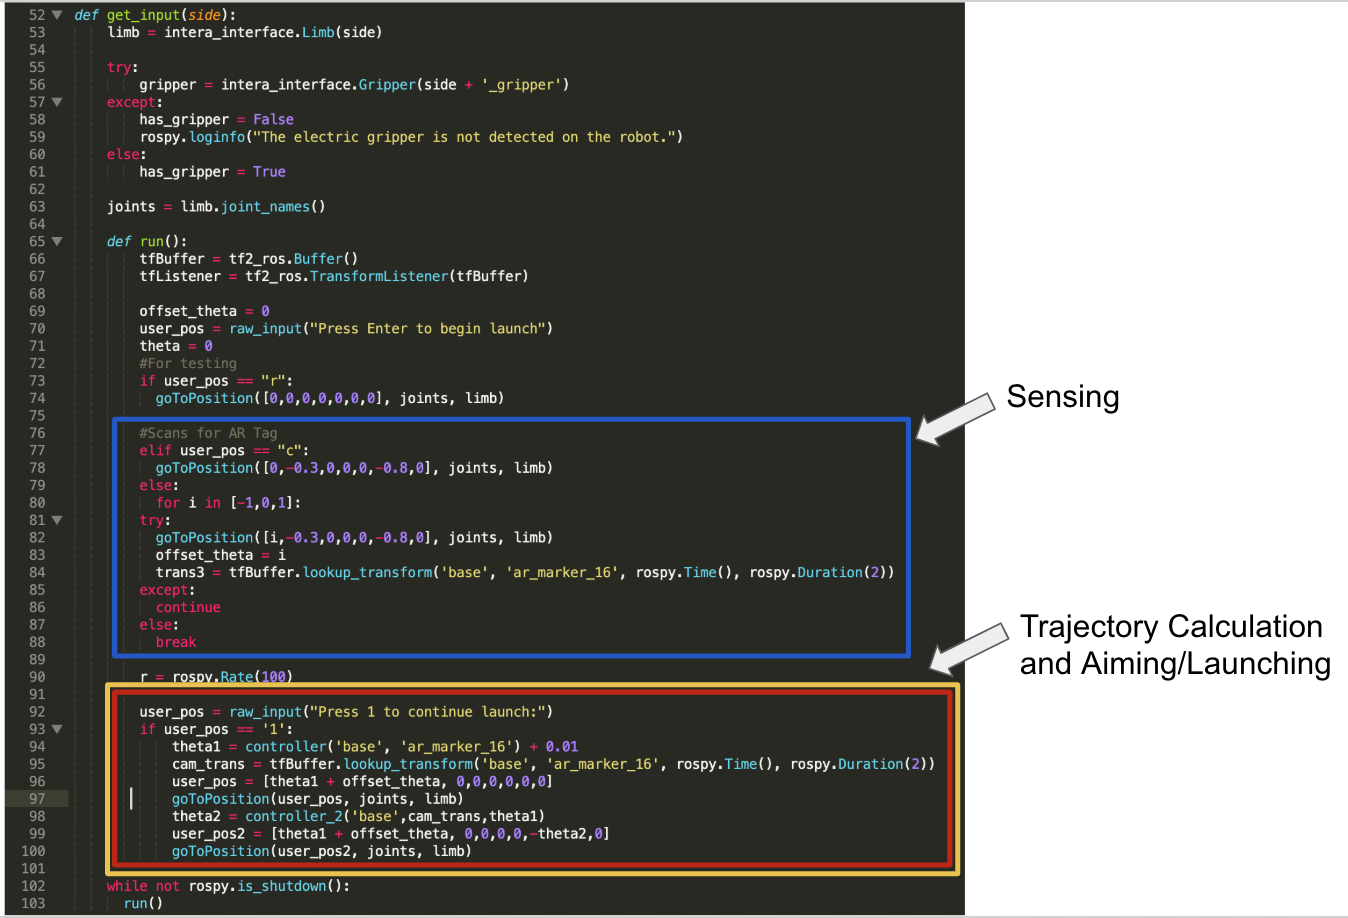 52 def get_input(side):
53 limb = intera_interface.Limb(side)
54
55 try:
56 gripper = intera_interface.Gripper(side + '_gripper')
57 except:
58 has_gripper = False
59 rospy.loginfo("The electric gripper is not detected on the robot.")
60 else:
61 has_gripper = True
62
63 joints = limb.joint_names()
64
65 def run():
66 tfBuffer = tf2_ros.Buffer()
67 tfListener = tf2_ros.TransformListener(tfBuffer)
68
69 offset_theta = 0
70 user_pos = raw_input("Press Enter to begin launch")
71 theta = 0
72 #For testing
73 if user_pos == "r":
74 goToPosition([0,0,0,0,0,0,0], joints, limb)
75
Sensing
76 #Scans for AR Tag
77 elif user_pos == "c":
78 goToPosition([0,-0.3,0,0,0,-0.8,0], joints, limb)
79 else:
80 for i in [-1,0,1]:
81 try:
82 goToPosition([i,-0.3,0,0,0,-0.8,0], joints, limb)
83 offset_theta = i
84 trans3 = tfBuffer.lookup_transform('base', 'ar_marker_16', rospy.Time(), rospy.Duration(2))
85 except:
86 continue
87 else:
88 break
89
90 r = rospy.Rate(100)
Trajectory Calculation
and Aiming/Launching
91
92 user_pos = raw_input("Press 1 to continue launch:")
93 if user_pos == '1':
94 theta1 = controller('base', 'ar_marker_16') + 0.01
95 cam_trans = tfBuffer.lookup_transform('base', 'ar_marker_16', rospy.Time(), rospy.Duration(2))
96 user_pos = [theta1 + offset_theta, 0,0,0,0,0,0]
97 goToPosition(user_pos, joints, limb)
98 theta2 = controller_2('base',cam_trans,theta1)
99 user_pos2 = [theta1 + offset_theta, 0,0,0,0,-theta2,0]
100 goToPosition(user_pos2, joints, limb)
101
102 while not rospy.is_shutdown():
103 run()